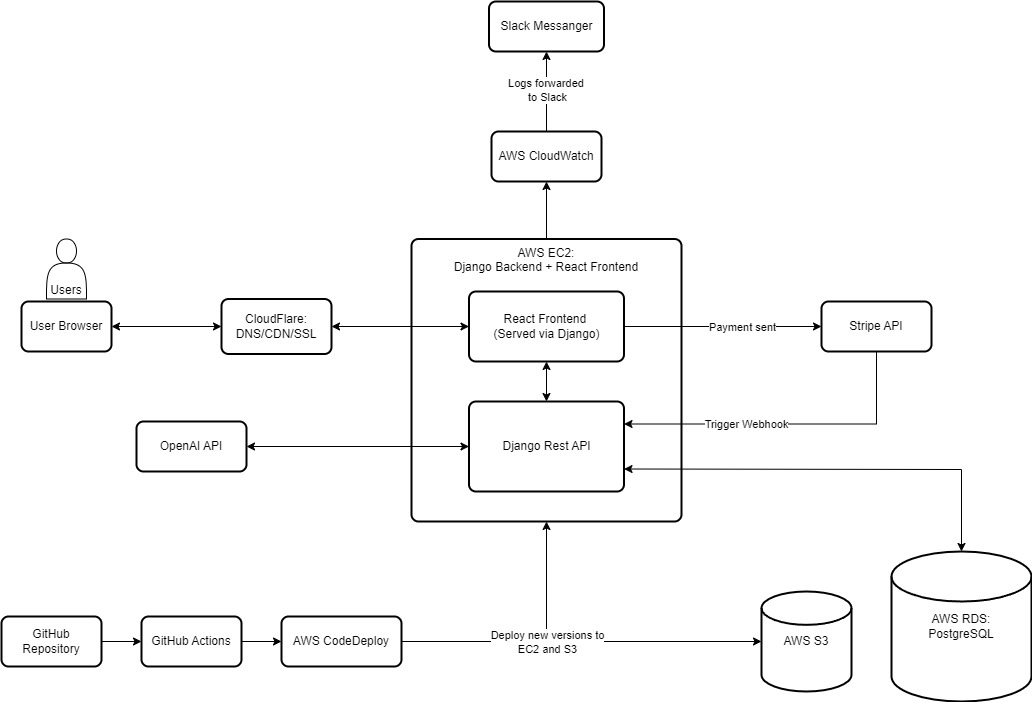 Slack Messanger
Logs forwarded
to Slack
AWS CloudWatch
AWS EC2:
Django Backend + React Frontend
Users
User Browser
CloudFlare:
DNS/CDN/SSL
React Frontend
(Served via Django)
Payment sent
Stripe API
OpenAI API
Django Rest API
Trigger Webhook
GitHub
Repository
GitHub Actions
AWS CodeDeploy
Deploy new versions to
EC2 and S3
AWS S3
AWS RDS:
PostgreSQL